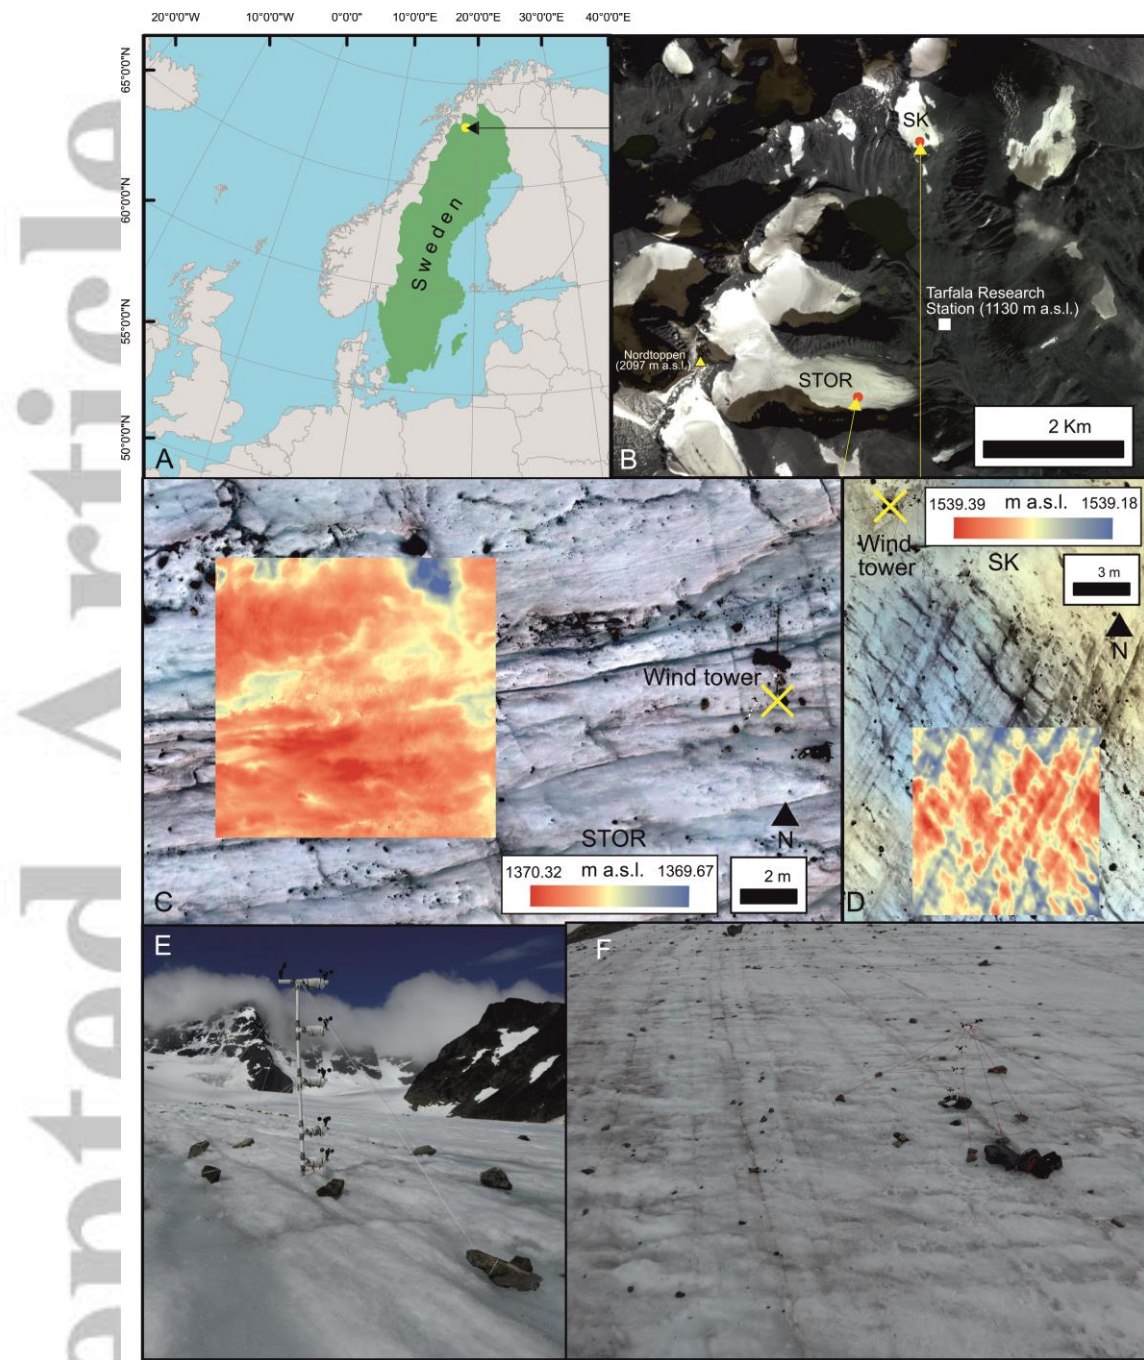 20°0'0"W 10°0'0"W 0°0'0" 10°0'0"E 20°0'0"E 30°0'0"E 40°0'0"E
65°0'0"N
60°0'0"N
55°0'0"N
50°0'0"N
Sweden
A
SK
Tarfala Research
Station (1130 m a.s.l.)
Nordtoppen
(2097 m a.s.l.)
STOR
2 Km
B
Wind tower
N
STOR
1370.32 m a.s.l. 1369.67
2 m
C
1539.39 m a.s.l. 1539.18
Wind
tower
SK
3 m
N
D
E
F
nted Article